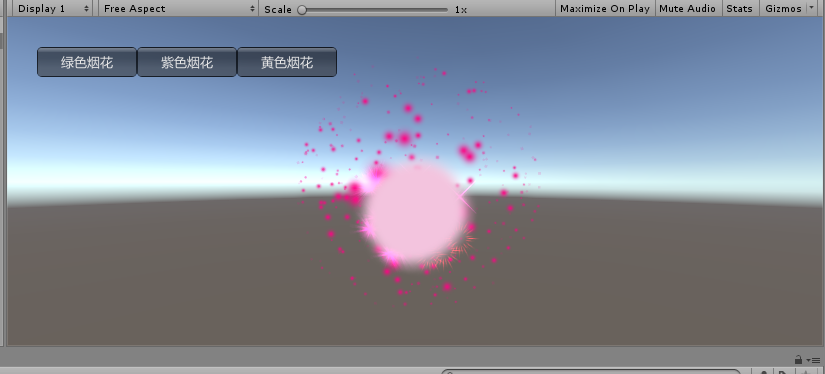 Display 1 Free Aspect Scale 1x Maximize On Play Mute Audio Stats Gizmos
绿色烟花 紫色烟花 黄色烟花